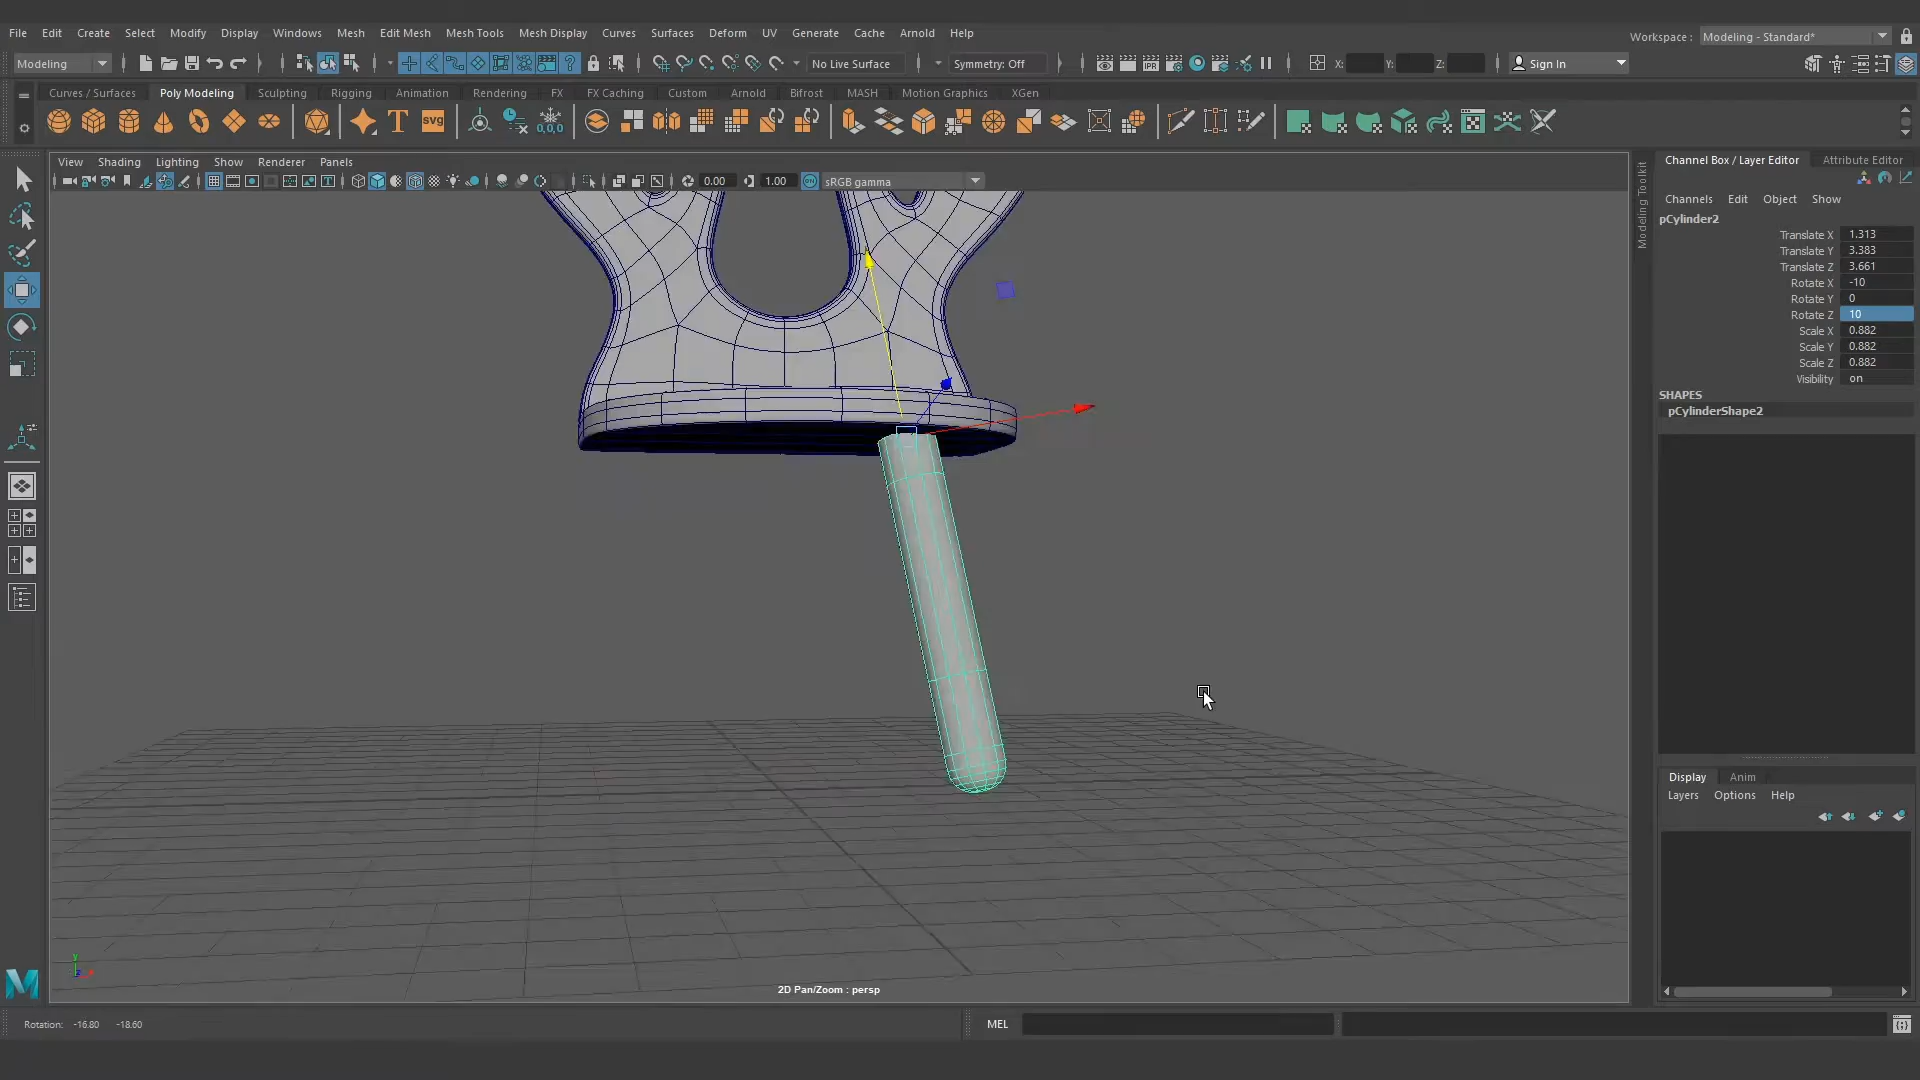 File Edit Create Select Modify Display Windows Mesh Edit Mesh Mesh Tools Mesh Display Curves Surfaces Deform UV Generate Cache Arnold Help
Workspace : Modeling - Standard*
Modeling No Live Surface Symmetry: Off X: Y: Z: Sign In
Curves / Surfaces Poly Modeling Sculpting Rigging Animation Rendering FX FX Caching Custom Arnold Bifrost MASH Motion Graphics XGen
T svg 0,0,0
View Shading Lighting Show Renderer Panels
0.00 1.00 sRGB gamma
Modeling Toolkit
Channel Box / Layer Editor Attribute Editor
Channels Edit Object Show
pCylinder2
Translate X 1.313
Translate Y 3.383
Translate Z 3.661
Rotate X -10
Rotate Y 0
Rotate Z 10
Scale X 0.882
Scale Y 0.882
Scale Z 0.882
Visibility on
SHAPES
pCylinderShape2
Display Anim
Layers Options Help
2D Pan/Zoom : persp
Rotation: -16.80 -18.60
MEL